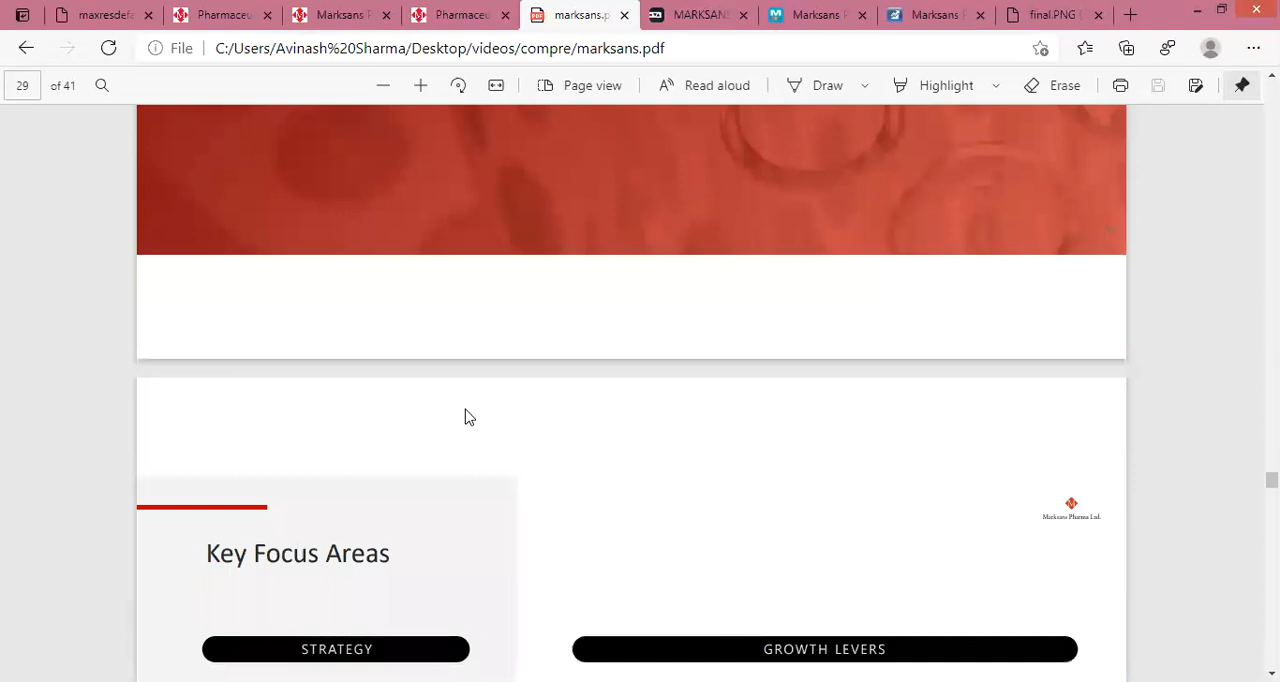 maxresdefa
Pharmaceu
Marksans P
Pharmaceu
marksans.p
MARKSANS
Marksans P
Marksans P
final.PNG (
File
C:/Users/Avinash%20Sharma/Desktop/videos/compre/marksans.pdf
29 of 41
Page view
Read aloud
Draw
Highlight
Erase
Marksans Pharma Ltd.
Key Focus Areas
STRATEGY
GROWTH LEVERS